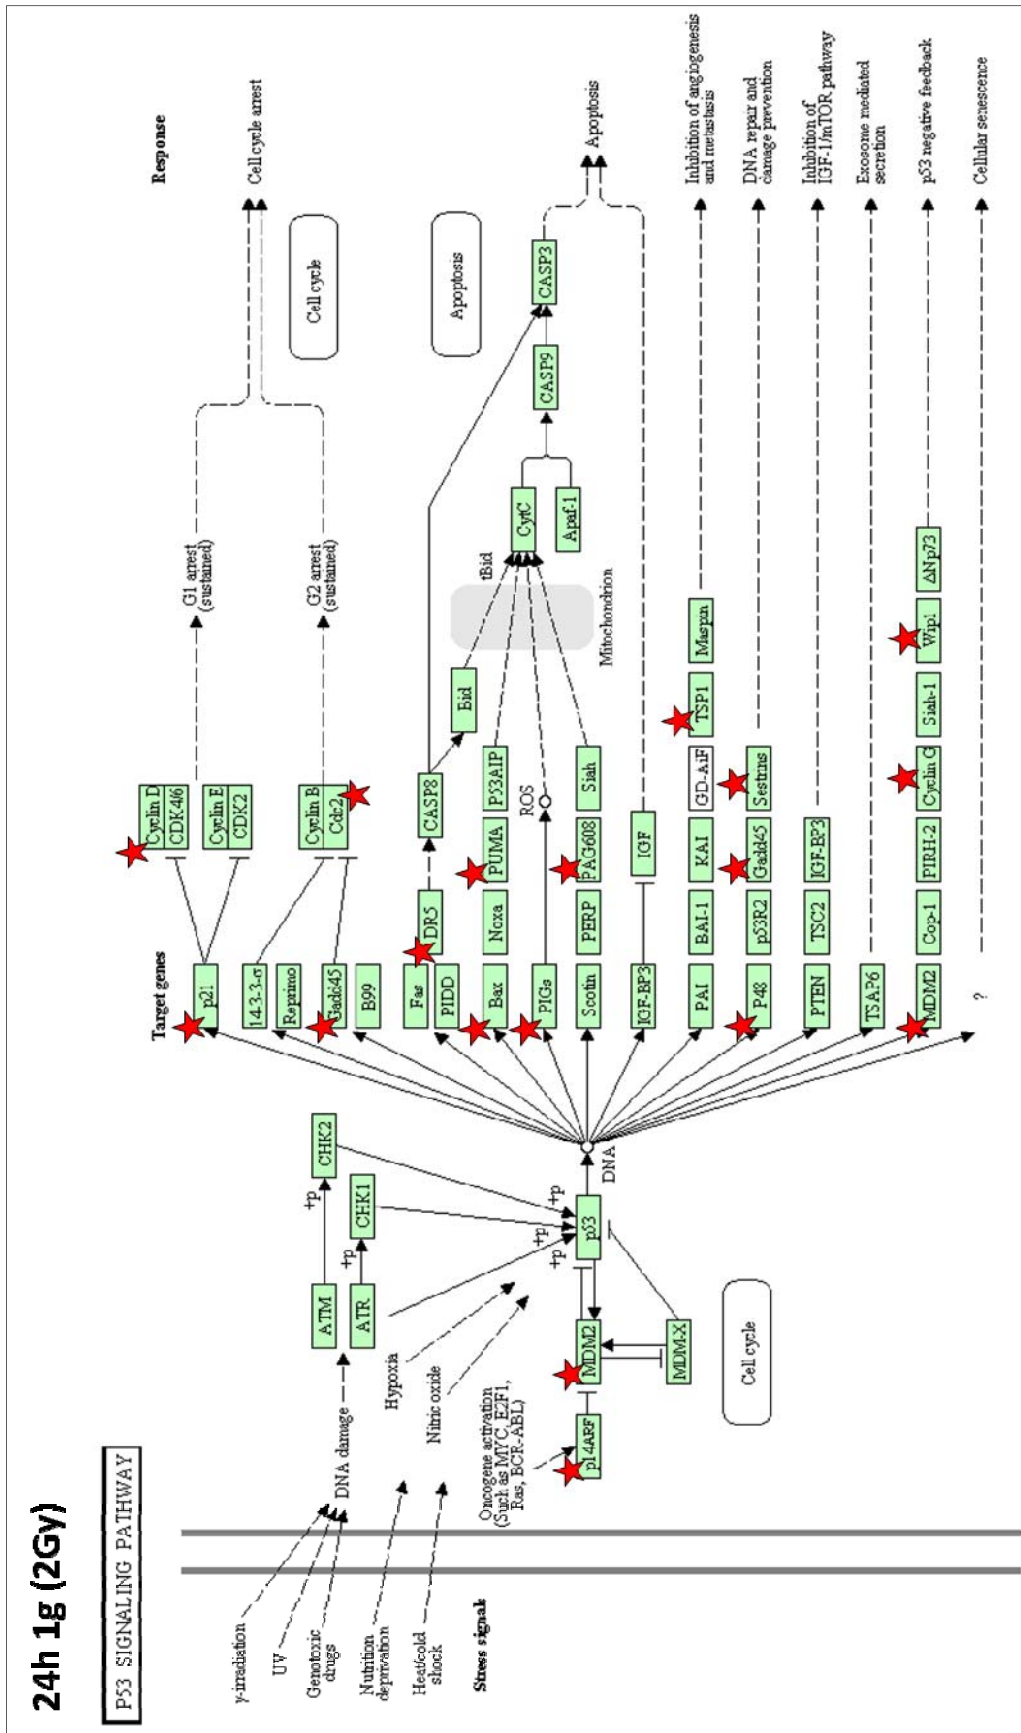 24h 1g (2Gy)
P53 SIGNALING PATHWAY
Target genes
Response
γ-irradiation
UV
Genotoxic
drugs
Nutrition
deprivation
Heat/cold
shock
Stress signals
DNA damage
Hypoxia
Nitric oxide
Oncogene activation
(Such as MYC, E2F1,
Ras, BCR-ABL)
p14ARF
ATM
ATR
+p
+p
CHK2
CHK1
+p
+p
+p
MDM2
MDM-X
p53
DNA
Cell cycle
p21
Cyclin D
CDK4/6
Cyclin E
CDK2
G1 arrest
(sustained)
Cell cycle arrest
14-3-3-σ
Reprimo
Gadd45
B99
Cyclin B
Cdc2
G2 arrest
(sustained)
Cell cycle
Fas
PIDD
DR5
CASP8
Bid
tBid
Apoptosis
Bax
Noxa
PUMA
P53AIP
Mitochondrion
CytC
Apaf-1
CASP9
CASP3
Apoptosis
PIGs
ROS
Scotin
PERP
PAG608
Siah
IGF-BP3
IGF
PAI
BAI-1
KAI
GD-AiF
TSP1
Maspin
Inhibition of angiogenesis
and metastasis
P48
p53R2
Gadd45
Sestrins
DNA repair and
damage prevention
PTEN
TSC2
IGF-BP3
Inhibition of
IGF-1/mTOR pathway
TSAP6
Exosome mediated
secretion
MDM2
Cop-1
PIRH-2
Cyclin G
Siah-1
Wip1
ΔNp73
p53 negative feedback
?
Cellular senescence